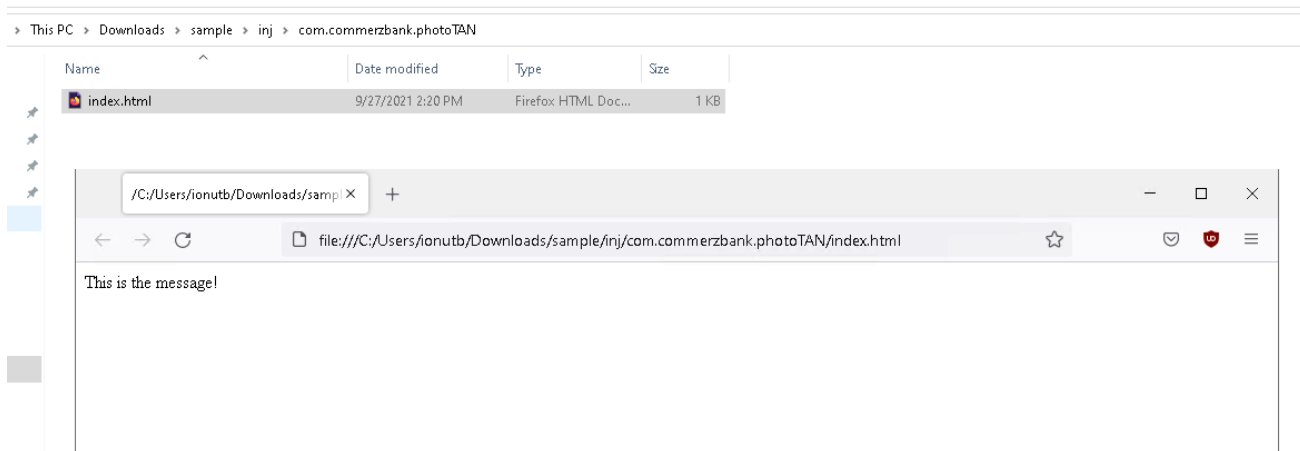 > This PC > Downloads > sample > inj > com.commerzbank.photoTAN
Name Date modified Type Size
index.html 9/27/2021 2:20 PM Firefox HTML Doc... 1 KB
/C:/Users/ionutb/Downloads/sampl
file:///C:/Users/ionutb/Downloads/sample/inj/com.commerzbank.photoTAN/index.html
This is the message!